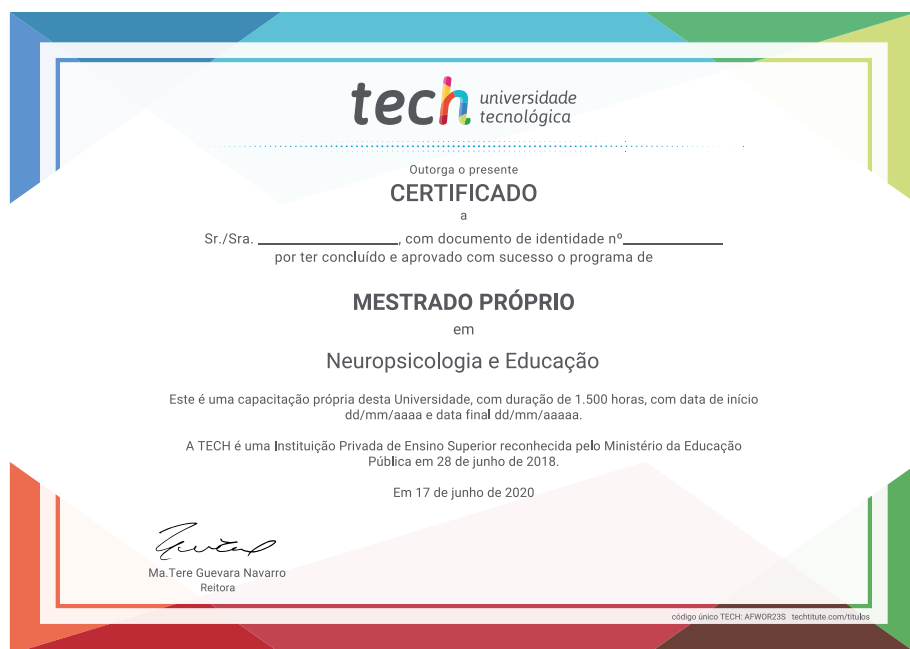 tech universidade
tecnológica
Outorga o presente
CERTIFICADO
a
Sr./Sra. ____________________, com documento de identidade nº______________
por ter concluído e aprovado com sucesso o programa de
MESTRADO PRÓPRIO
em
Neuropsicologia e Educação
Este é uma capacitação própria desta Universidade, com duração de 1.500 horas, com data de início
dd/mm/aaaa e data final dd/mm/aaaaa.
A TECH é uma Instituição Privada de Ensino Superior reconhecida pelo Ministério da Educação
Pública em 28 de junho de 2018.
Em 17 de junho de 2020
Ma.Tere Guevara Navarro
Reitora
código único TECH: AFWOR23S techtitute.com/titulos